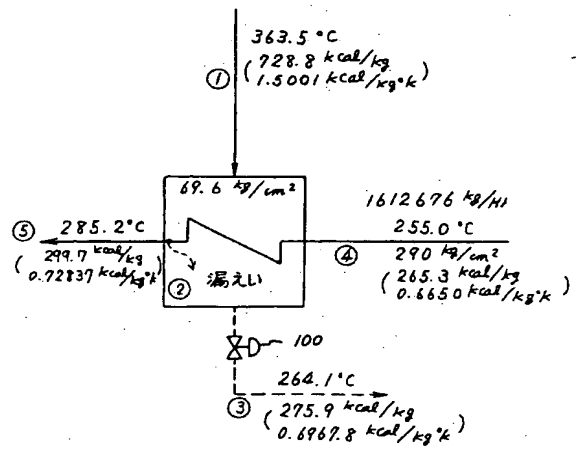 363.5 °C
① ( 728.8 kcal/kg
1.5001 kcal/kg°k )
69.6 kg/cm²
1612676 kg/H
⑤ 285.2°C
255.0 °C
( 299.7 kcal/kg
0.72837 kcal/kg°k )
④
290 kg/cm²
( 265.3 kcal/kg
0.6650 kcal/kg°k )
② 漏えい
100
264.1°C
③ ( 275.9 kcal/kg
0.6967.8 kcal/kg°k )